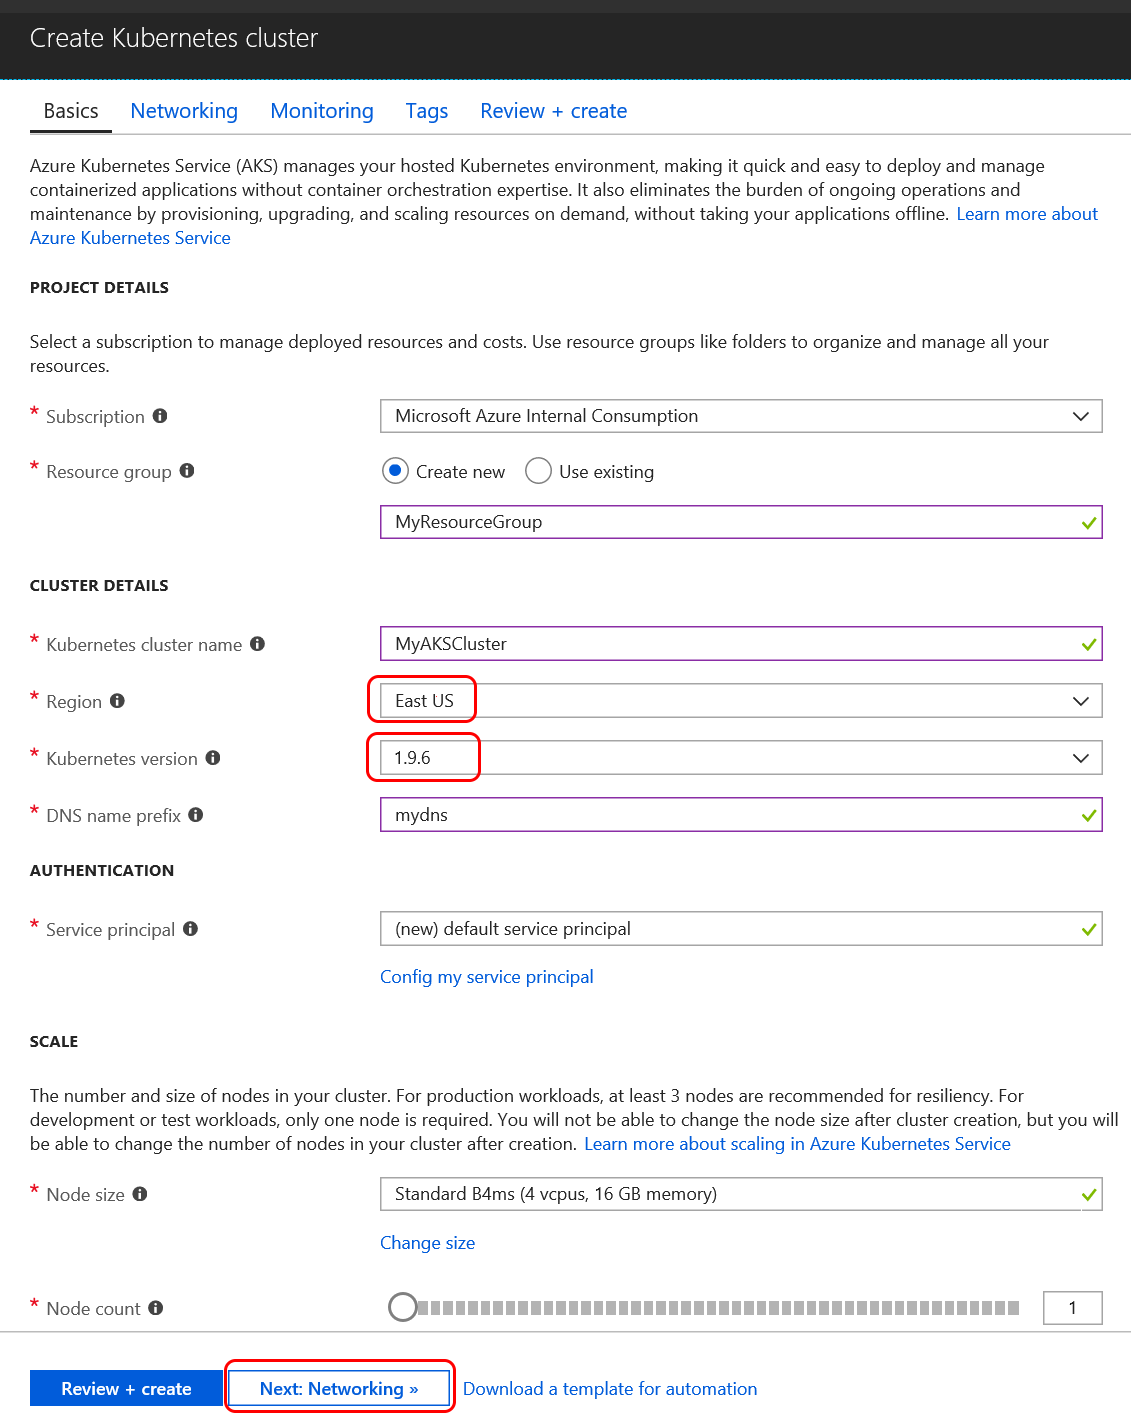 Create Kubernetes cluster
Basics Networking Monitoring Tags Review + create
Azure Kubernetes Service (AKS) manages your hosted Kubernetes environment, making it quick and easy to deploy and manage
containerized applications without container orchestration expertise. It also eliminates the burden of ongoing operations and
maintenance by provisioning, upgrading, and scaling resources on demand, without taking your applications offline. Learn more about
Azure Kubernetes Service
PROJECT DETAILS
Select a subscription to manage deployed resources and costs. Use resource groups like folders to organize and manage all your
resources.
* Subscription Microsoft Azure Internal Consumption
* Resource group Create new Use existing
MyResourceGroup
CLUSTER DETAILS
* Kubernetes cluster name MyAKSCluster
* Region East US
* Kubernetes version 1.9.6
* DNS name prefix mydns
AUTHENTICATION
* Service principal (new) default service principal
Config my service principal
SCALE
The number and size of nodes in your cluster. For production workloads, at least 3 nodes are recommended for resiliency. For
development or test workloads, only one node is required. You will not be able to change the node size after cluster creation, but you will
be able to change the number of nodes in your cluster after creation. Learn more about scaling in Azure Kubernetes Service
* Node size Standard B4ms (4 vcpus, 16 GB memory)
Change size
* Node count 1
Review + create Next: Networking » Download a template for automation